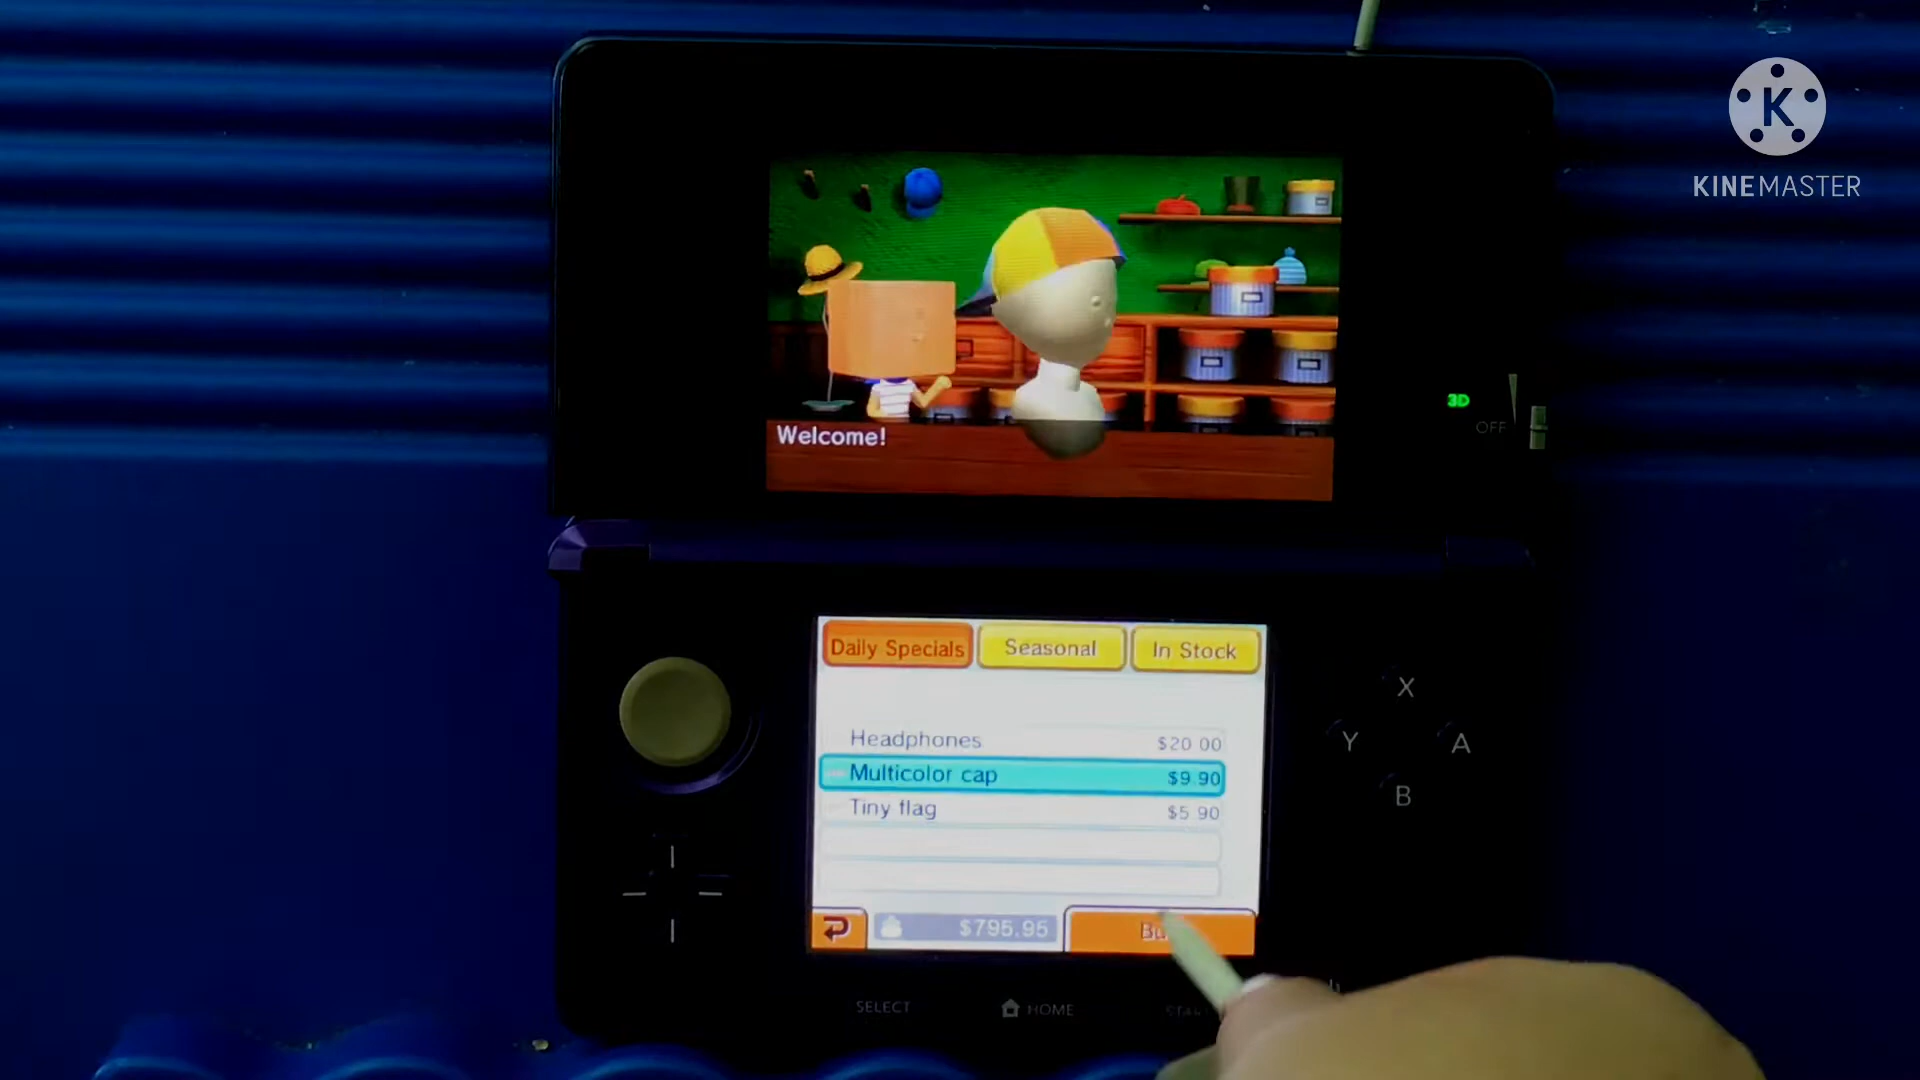 KINEMASTER
Welcome!
3D
OFF
Daily Specials
Seasonal
In Stock
Headphones $20.00
Multicolor cap $9.90
Tiny flag $5.90
$795.95
X
Y
A
B
SELECT
HOME
K